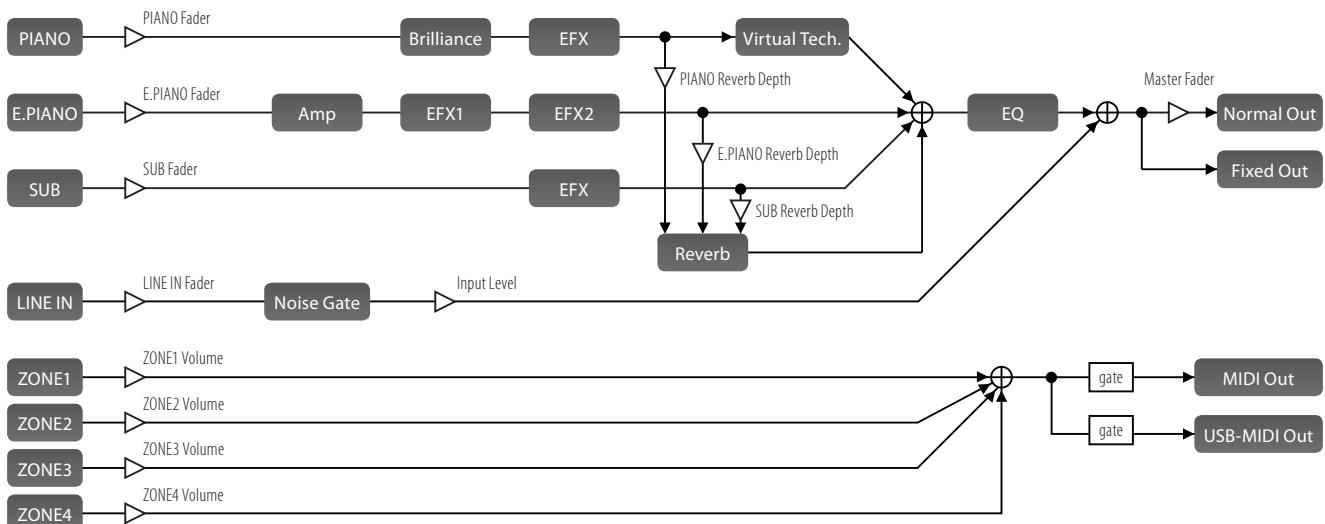 PIANO Fader
PIANO
Brilliance
EFX
Virtual Tech.
PIANO Reverb Depth
Master Fader
E.PIANO Fader
E.PIANO
Amp
EFX1
EFX2
EQ
Normal Out
E.PIANO Reverb Depth
SUB Fader
Fixed Out
SUB
EFX
SUB Reverb Depth
Reverb
LINE IN Fader
Input Level
LINE IN
Noise Gate
ZONE1 Volume
ZONE1
gate
MIDI Out
ZONE2 Volume
ZONE2
gate
USB-MIDI Out
ZONE3 Volume
ZONE3
ZONE4 Volume
ZONE4